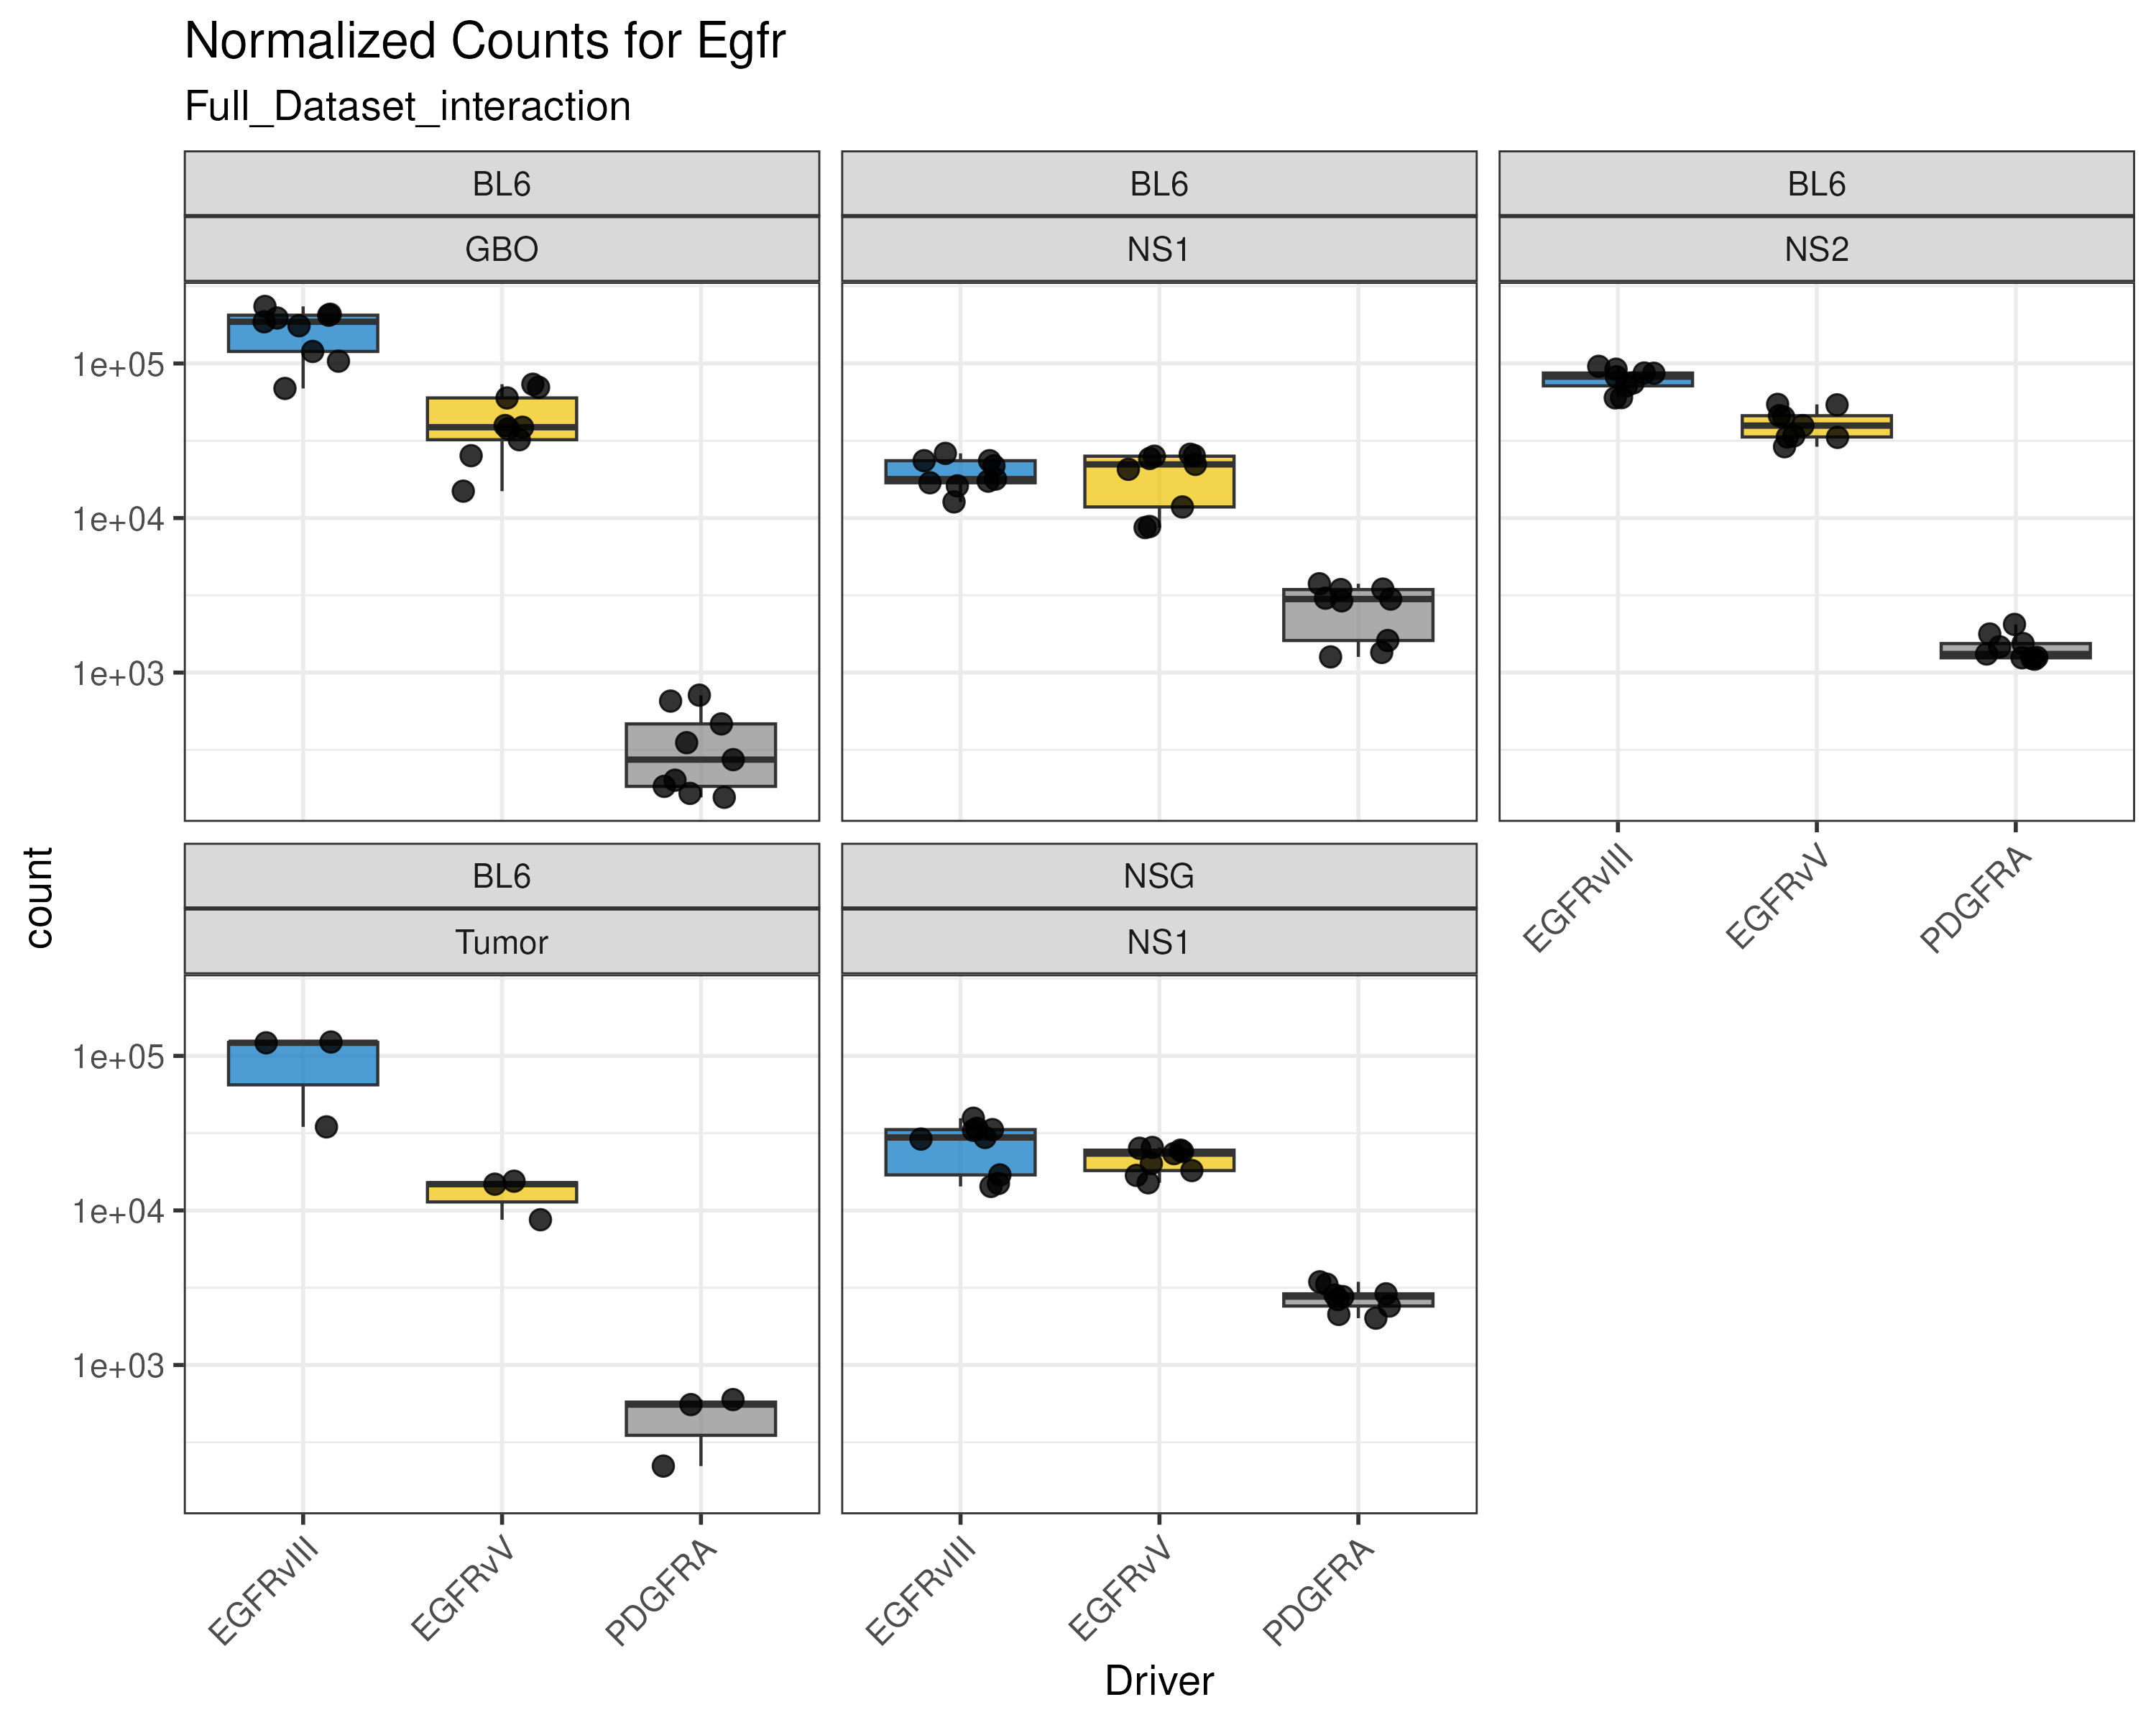 Normalized Counts for Egfr
Full_Dataset_interaction
BL6
BL6
BL6
GBO
NS1
NS2
1e+05
1e+04
1e+03
EGFRvIII
EGFRvV
PDGFRA
count
BL6
NSG
Tumor
NS1
1e+05
1e+04
1e+03
EGFRvIII
EGFRvV
PDGFRA
EGFRvIII
EGFRvV
PDGFRA
Driver